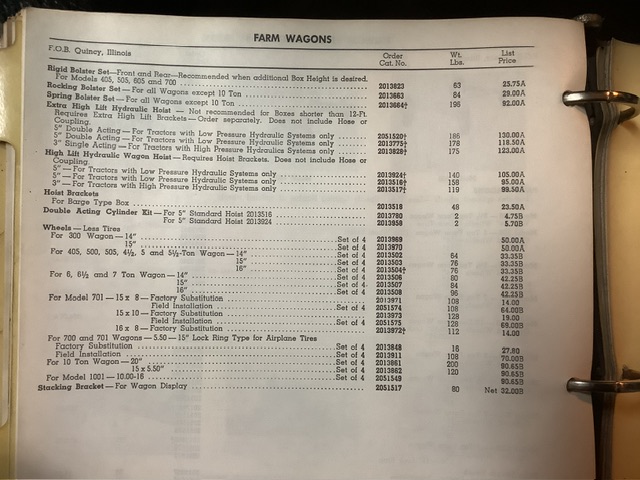 FARM WAGONS
F.O.B. Quincy, Illinois Order Cat. No. Wt. Lbs. List Price
Rigid Bolster Set—Front and Rear—Recommended when additional Box Height is desired.
For Models 405, 505, 605 and 700 2013823 63 25.75A
Rocking Bolster Set—For all Wagons except 10 Ton 2013663 84 29.00A
Spring Bolster Set—For all Wagons except 10 Ton 2013664† 196 92.00A
Extra High Lift Hydraulic Hoist — Not recommended for Boxes shorter than 12-Ft.
Requires Extra High Lift Brackets—Order separately. Does not include Hose or
Coupling.
5" Double Acting—For Tractors with Low Pressure Hydraulic Systems only 2051520† 186 130.00A
5" Double Acting—For Tractors with Low Pressure Hydraulic Systems only 2013775† 178 118.50A
3" Single Acting—For Tractors with High Pressure Hydraulic Systems only 2013828† 175 123.00A
High Lift Hydraulic Wagon Hoist—Requires Hoist Brackets. Does not include Hose or
Coupling.
5"—For Tractors with Low Pressure Hydraulic Systems only 2013924† 140 105.00A
5"—For Tractors with Low Pressure Hydraulic Systems only 2013516† 158 95.00A
3"—For Tractors with High Pressure Hydraulic Systems only 2013517† 119 99.50A
Hoist Brackets
For Barge Type Box 2013518 48 23.50A
Double Acting Cylinder Kit—For 5" Standard Hoist 2013516 2013780 2 4.75B
For 5" Standard Hoist 2013924 2013958 2 5.70B
Wheels—Less Tires
For 300 Wagon—14" Set of 4 2013969 50.00A
15" Set of 4 2013970 50.00A
For 405, 500, 505, 4½, 5 and 5½-Ton Wagon—14" Set of 4 2013502 64 33.35B
15" Set of 4 2013503 76 33.35B
16" Set of 4 2013504† 76 33.35B
For 6, 6½ and 7 Ton Wagon—14" Set of 4 2013506 80 42.25B
15" Set of 4 2013507 84 42.25B
16" Set of 4 2013508 96 42.25B
For Model 701—15 x 8—Factory Substitution 2013971 108 14.00
Field Installation Set of 4 2051574 108 64.00B
15 x 10—Factory Substitution 2013973 128 19.00
Field Installation Set of 4 2051575 128 69.00B
16 x 8—Factory Substitution 2013972† 112 14.00
For 700 and 701 Wagons—5.50—15" Lock Ring Type for Airplane Tires
Factory Substitution Set of 4 2013848 16 27.80
Field Installation Set of 4 2013911 108 70.00B
For 10 Ton Wagon—20" Set of 4 2013861 200 90.65B
15 x 5.50" Set of 4 2013862 120 90.65B
For Model 1001—10.00-16 Set of 4 2051549 90.65B
Stacking Bracket—For Wagon Display 2051517 80 Net 32.00B